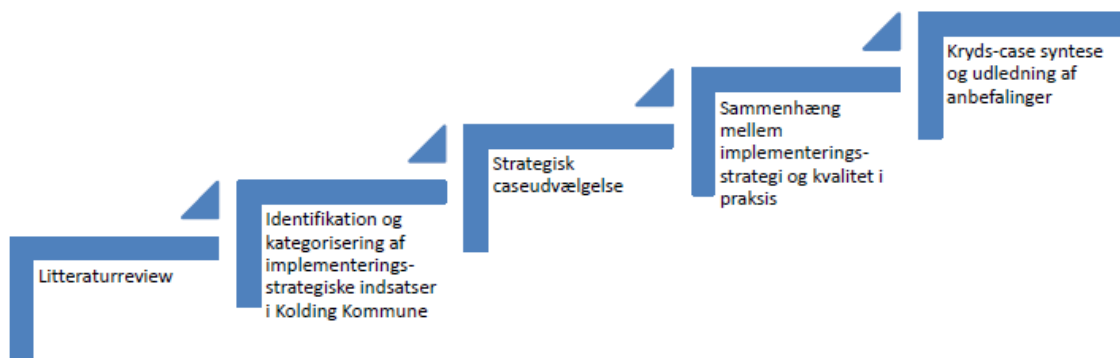 Litteraturreview
Identifikation og
kategorisering af
implementerings-
strategiske indsatser
i Kolding Kommune
Strategisk
caseudvælgelse
Sammenhæng
mellem
implementerings-
strategi og kvalitet i
praksis
Kryds-case syntese
og udledning af
anbefalinger